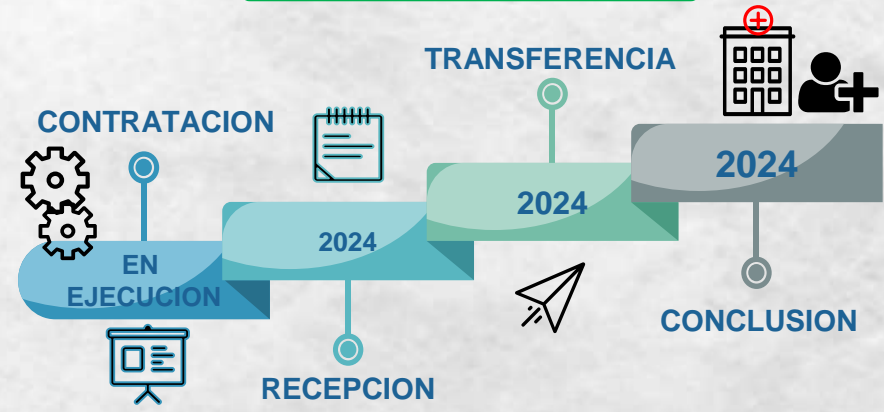 TRANSFERENCIA
CONTRATACION
2024
2024
2024
EN
EJECUCION
CONCLUSION
RECEPCION